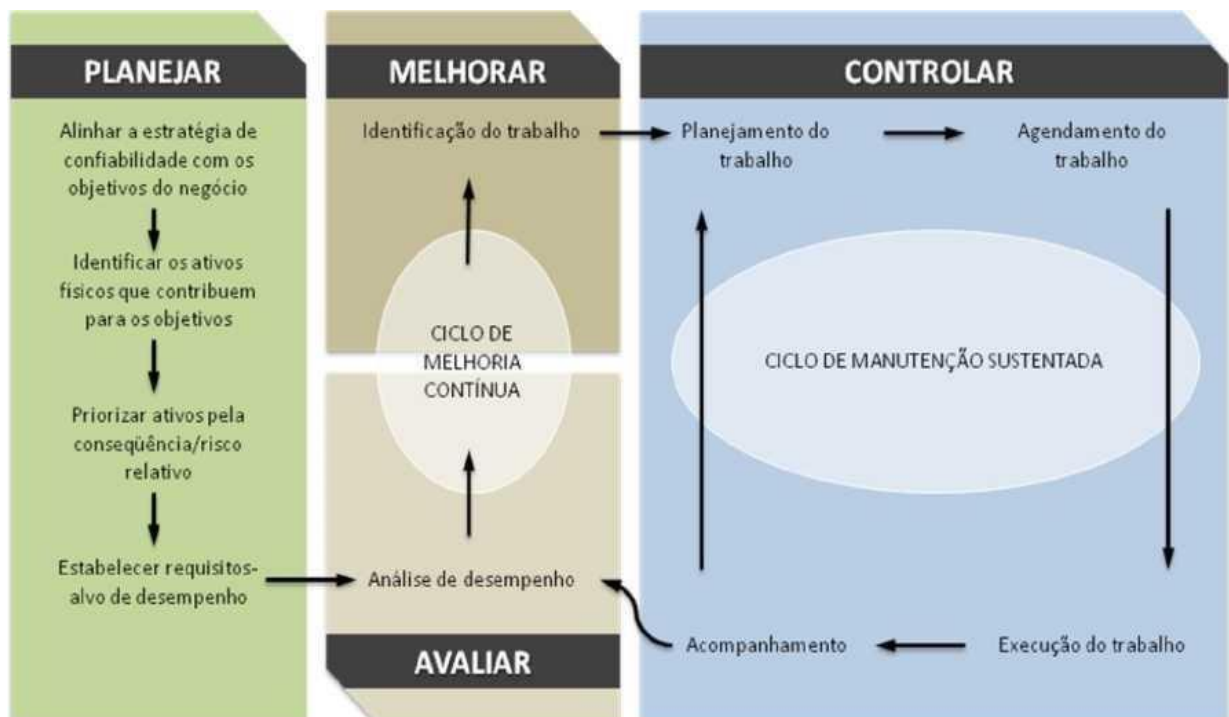 PLANEJAR
Alinhar a estratégia de
confiabilidade com os
objetivos do negócio
Identificar os ativos
físicos que contribuem
para os objetivos
Priorizar ativos pela
conseqüência/risco
relativo
Estabelecer requisitos-
alvo de desempenho
MELHORAR
Identificação do trabalho
CICLO DE
MELHORIA
CONTÍNUA
Análise de desempenho
AVALIAR
CONTROLAR
Planejamento do
trabalho
Agendamento do
trabalho
CICLO DE MANUTENÇÃO SUSTENTADA
Acompanhamento
Execução do trabalho